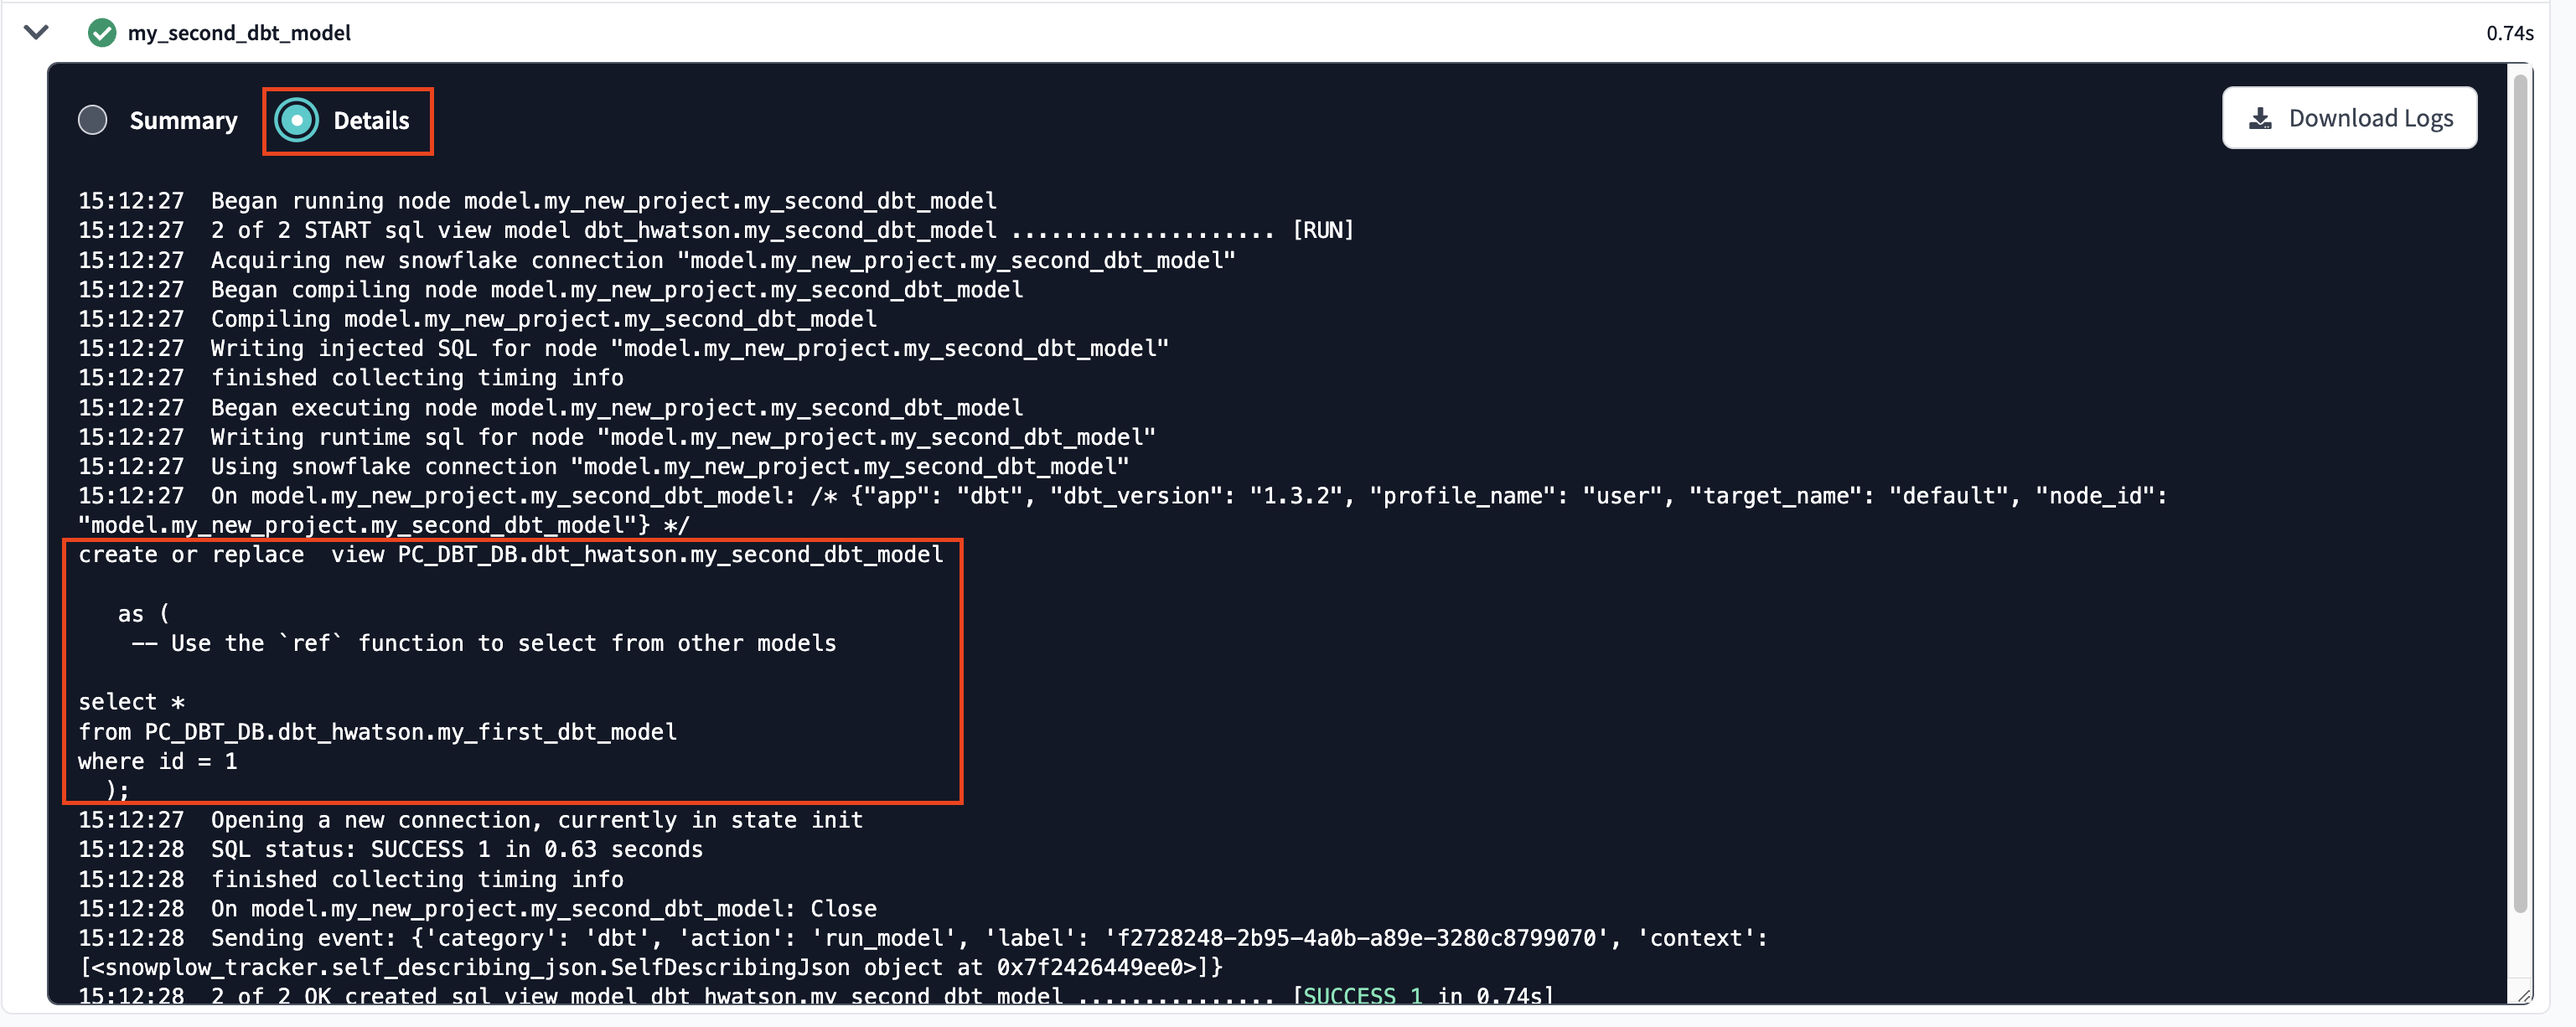 my_second_dbt_model 0.74s
Summary Details Download Logs
15:12:27  Began running node model.my_new_project.my_second_dbt_model
15:12:27  2 of 2 START sql view model dbt_hwatson.my_second_dbt_model .................... [RUN]
15:12:27  Acquiring new snowflake connection "model.my_new_project.my_second_dbt_model"
15:12:27  Began compiling node model.my_new_project.my_second_dbt_model
15:12:27  Compiling model.my_new_project.my_second_dbt_model
15:12:27  Writing injected SQL for node "model.my_new_project.my_second_dbt_model"
15:12:27  finished collecting timing info
15:12:27  Began executing node model.my_new_project.my_second_dbt_model
15:12:27  Writing runtime sql for node "model.my_new_project.my_second_dbt_model"
15:12:27  Using snowflake connection "model.my_new_project.my_second_dbt_model"
15:12:27  On model.my_new_project.my_second_dbt_model: /* {"app": "dbt", "dbt_version": "1.3.2", "profile_name": "user", "target_name": "default", "node_id":
"model.my_new_project.my_second_dbt_model"} */
create or replace  view PC_DBT_DB.dbt_hwatson.my_second_dbt_model
   as (
    -- Use the `ref` function to select from other models
select *
from PC_DBT_DB.dbt_hwatson.my_first_dbt_model
where id = 1
  );
15:12:27  Opening a new connection, currently in state init
15:12:28  SQL status: SUCCESS 1 in 0.63 seconds
15:12:28  finished collecting timing info
15:12:28  On model.my_new_project.my_second_dbt_model: Close
15:12:28  Sending event: {'category': 'dbt', 'action': 'run_model', 'label': 'f2728248-2b95-4a0b-a89e-3280c8799070', 'context':
[<snowplow_tracker.self_describing_json.SelfDescribingJson object at 0x7f2426449ee0>]}
15:12:28  2 of 2 OK created sql view model dbt_hwatson.my_second_dbt_model ............... [SUCCESS 1 in 0.74s]